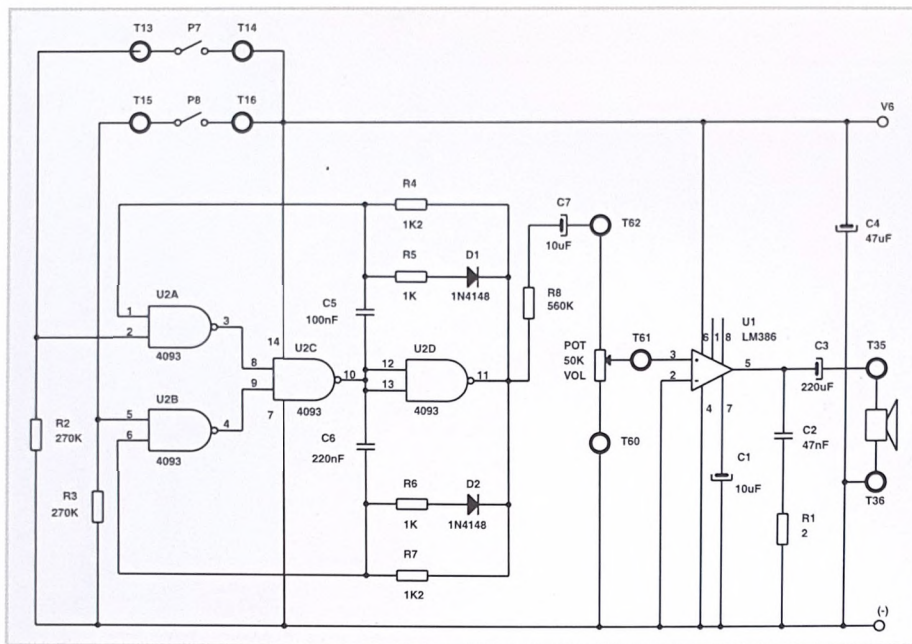 T13 P7 T14
T15 P8 T16
V6
R4
1K2
C7
10uF
T62
C4
47uF
R5 D1
1K 1N4148
C5
100nF
R8
560K
U2A
1
2
3
4093
14
U2C
8
9
10
4093
7
U2D
12
13
11
4093
U2B
5
6
4
4093
POT
50K
VOL
T61
U1
LM386
6 1 8
3
2
+
-
5
4 7
C3
220uF
T35
R2
270K
R3
270K
C6
220nF
T60
C2
47nF
C1
10uF
T36
R6 D2
1K 1N4148
R1
2
R7
1K2
(-)